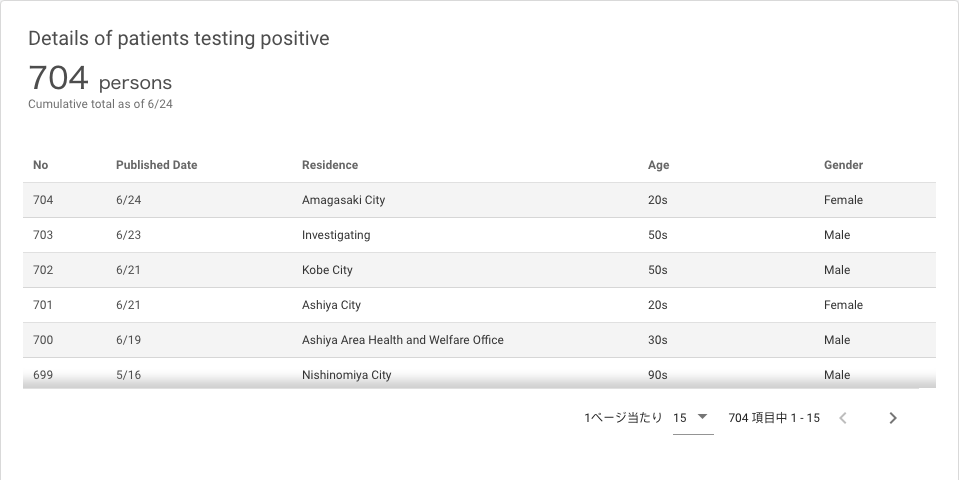 Details of patients testing positive
704 persons
Cumulative total as of 6/24
No Published Date Residence Age Gender
704 6/24 Amagasaki City 20s Female
703 6/23 Investigating 50s Male
702 6/21 Kobe City 50s Male
701 6/21 Ashiya City 20s Female
700 6/19 Ashiya Area Health and Welfare Office 30s Male
699 5/16 Nishinomiya City 90s Male
1ページ当たり 15 704 項目中 1 - 15